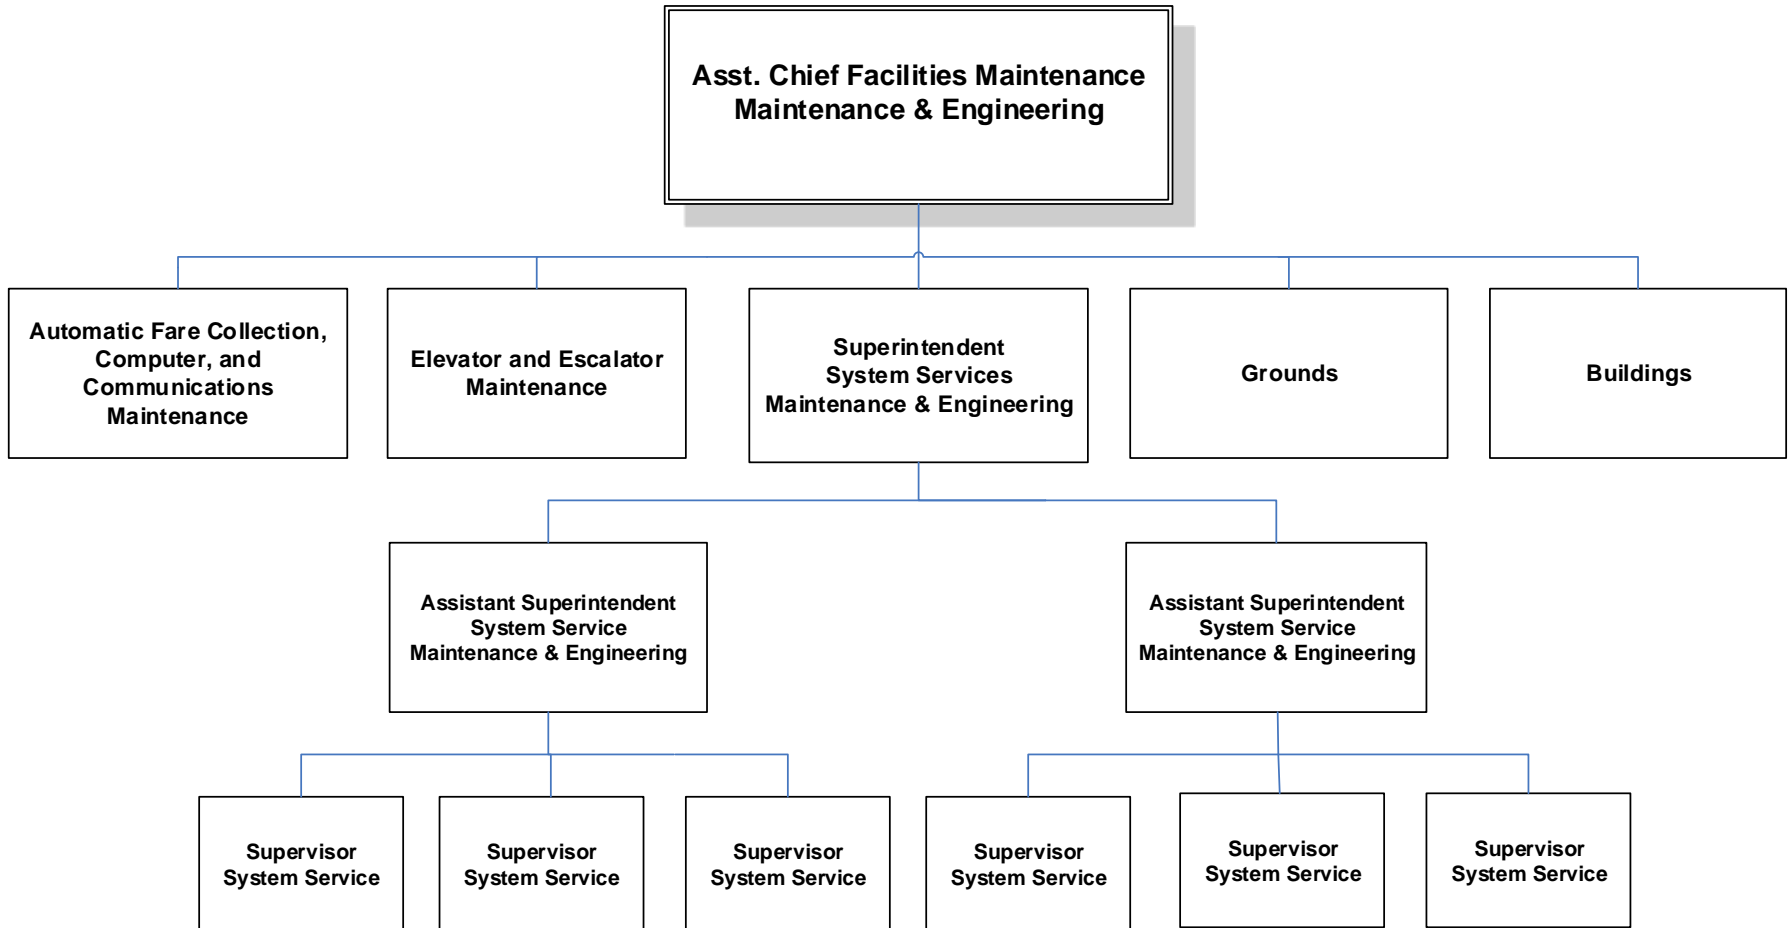 Asst. Chief Facilities Maintenance
Maintenance & Engineering
Automatic Fare Collection,
Computer, and
Communications
Maintenance
Elevator and Escalator
Maintenance
Superintendent
System Services
Maintenance & Engineering
Grounds
Buildings
Assistant Superintendent
System Service
Maintenance & Engineering
Assistant Superintendent
System Service
Maintenance & Engineering
Supervisor
System Service
Supervisor
System Service
Supervisor
System Service
Supervisor
System Service
Supervisor
System Service
Supervisor
System Service